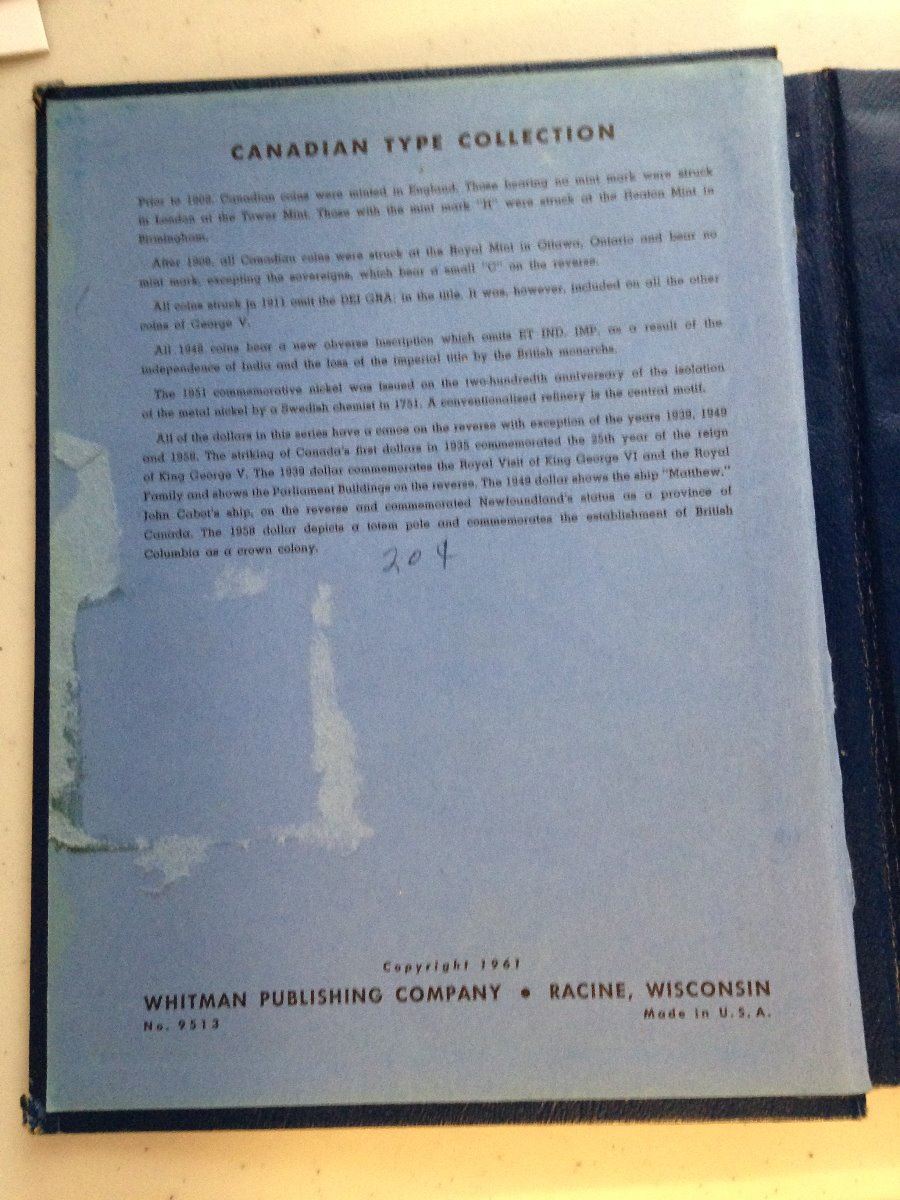 CANADIAN TYPE COLLECTION
Prior to 1908, Canadian coins were minted in England. Those bearing no mint mark were struck
in London at the Tower Mint. Those with the mint mark "H" were struck at the Heaton Mint in
Birmingham.
After 1908, all Canadian coins were struck at the Royal Mint in Ottawa, Ontario and bear no
mint mark, excepting the sovereigns, which bear a small "C" on the reverse.
All coins struck in 1911 omit the DEI GRA: in the title. It was, however, included on all the other
coins of George V.
All 1948 coins bear a new obverse inscription which omits ET IND. IMP. as a result of the
independence of India and the loss of the imperial title by the British monarchs.
The 1951 commemorative nickel was issued on the two-hundredth anniversary of the isolation
of the metal nickel by a Swedish chemist in 1751. A conventionalized refinery is the central motif.
All of the dollars in this series have a canoe on the reverse with exception of the years 1939, 1949
and 1958. The striking of Canada's first dollars in 1935 commemorated the 25th year of the reign
of King George V. The 1939 dollar commemorates the Royal Visit of King George VI and the Royal
Family and shows the Parliament Buildings on the reverse. The 1949 dollar shows the ship "Matthew,"
John Cabot's ship, on the reverse and commemorated Newfoundland's status as a province of
Canada. The 1958 dollar depicts a totem pole and commemorates the establishment of British
Columbia as a crown colony.
204
Copyright 1961
WHITMAN PUBLISHING COMPANY • RACINE, WISCONSIN
No. 9513 Made in U.S.A.